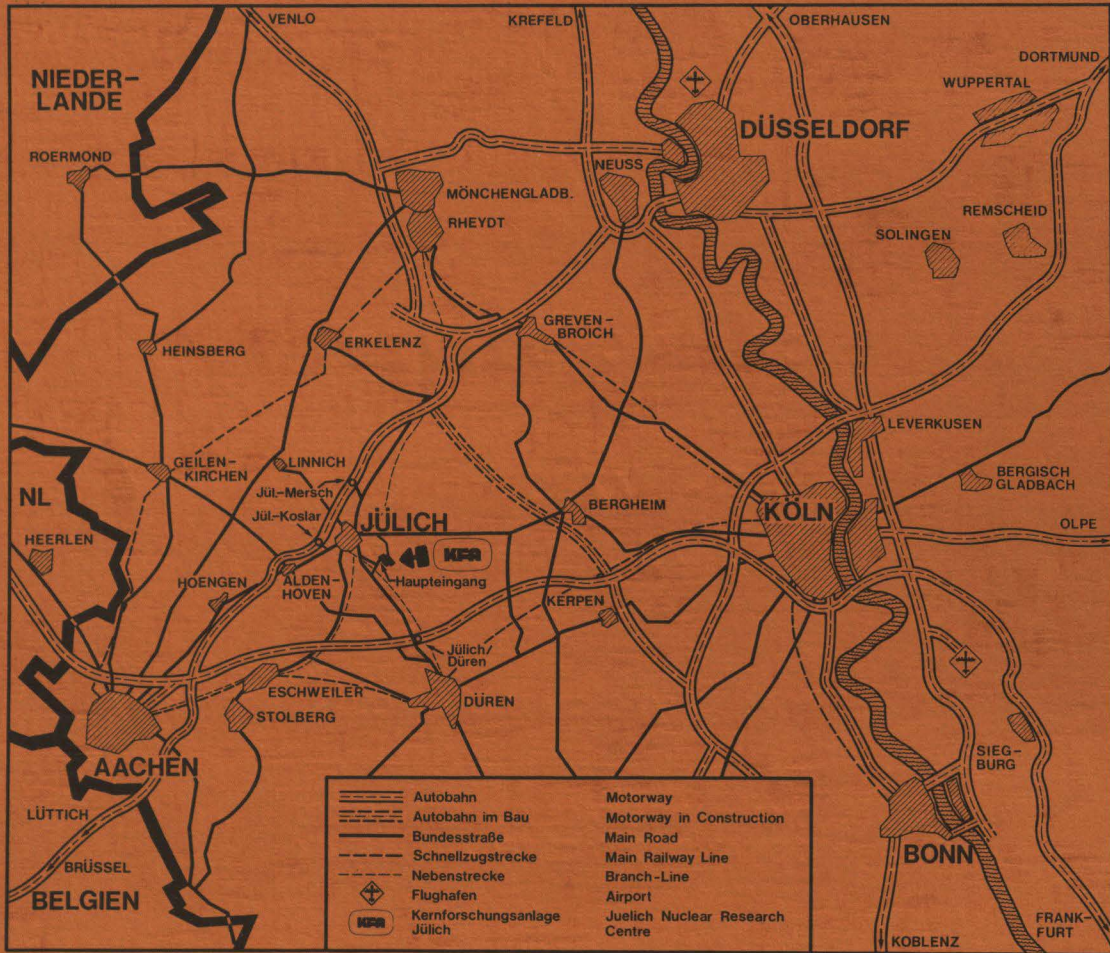 VENLO
KREFELD
OBERHAUSEN
DORTMUND
NIEDER-
LANDE
WUPPERTAL
DÜSSELDORF
ROERMOND
NEUSS
MÖNCHENGLADB.
RHEYDT
REMSCHEID
SOLINGEN
GREVEN-
BROICH
ERKELENZ
HEINSBERG
LEVERKUSEN
GEILEN-
KIRCHEN
LINNICH
Jül.-Mersch
Jül.-Koslar
JÜLICH
BERGHEIM
KÖLN
BERGISCH
GLADBACH
OLPE
NL
HEERLEN
KFA
Haupteingang
HOENGEN
ALDEN-
HOVEN
KERPEN
Jülich/
Düren
ESCHWEILER
DÜREN
STOLBERG
AACHEN
SIEG-
BURG
LÜTTICH
BRÜSSEL
BELGIEN
BONN
KOBLENZ
FRANK-
FURT
Autobahn Motorway
Autobahn im Bau Motorway in Construction
Bundesstraße Main Road
Schnellzugstrecke Main Railway Line
Nebenstrecke Branch-Line
Flughafen Airport
KFA Kernforschungsanlage Juelich Nuclear Research
Jülich Centre